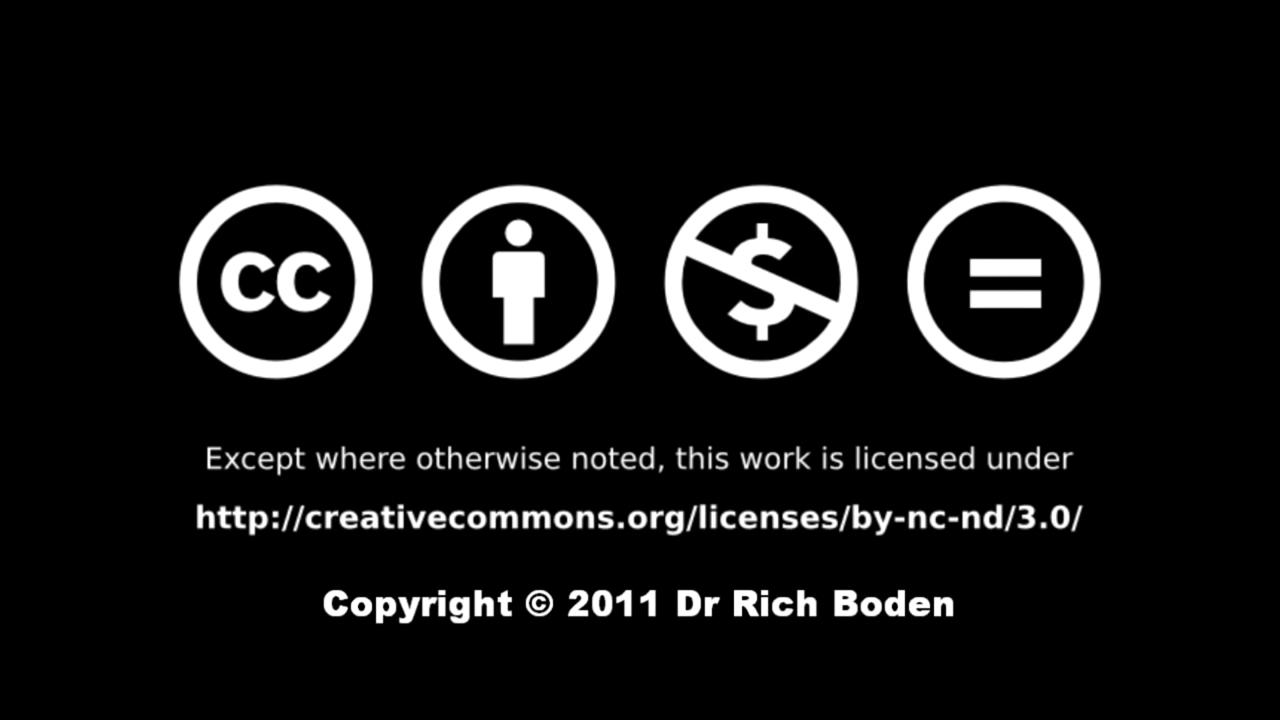 cc
Except where otherwise noted, this work is licensed under
http://creativecommons.org/licenses/by-nc-nd/3.0/
Copyright © 2011 Dr Rich Boden